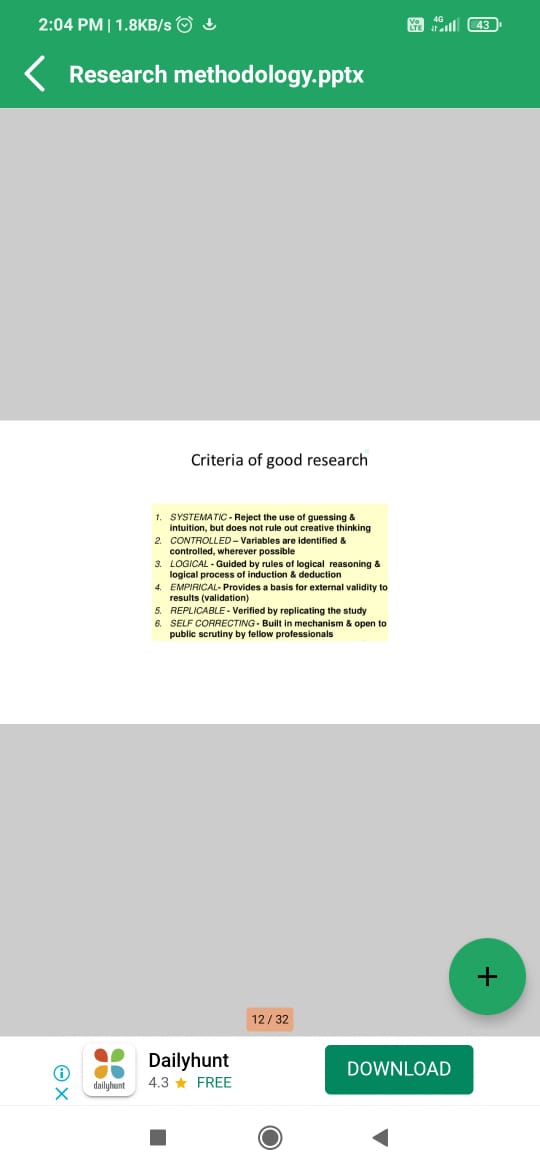 2:04 PM | 1.8KB/s
Vo LTE 4G 43
Research methodology.pptx
Criteria of good research
1. SYSTEMATIC - Reject the use of guessing &
intuition, but does not rule out creative thinking
2. CONTROLLED – Variables are identified &
controlled, wherever possible
3. LOGICAL - Guided by rules of logical reasoning &
logical process of induction & deduction
4. EMPIRICAL- Provides a basis for external validity to
results (validation)
5. REPLICABLE - Verified by replicating the study
6. SELF CORRECTING - Built in mechanism & open to
public scrutiny by fellow professionals
+
12 / 32
dailyhunt
Dailyhunt
4.3 ★ FREE
DOWNLOAD